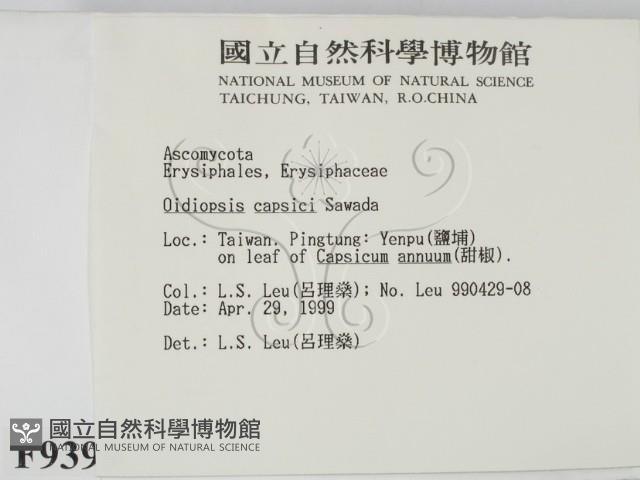 國立自然科學博物館
NATIONAL MUSEUM OF NATURAL SCIENCE
TAICHUNG, TAIWAN, R.O.CHINA
Ascomycota
Erysiphales, Erysiphaceae
Oidiopsis capsici Sawada
Loc.: Taiwan. Pingtung: Yenpu(鹽埔)
on leaf of Capsicum annuum(甜椒).
Col.: L.S. Leu(呂理燊); No. Leu 990429-08
Date: Apr. 29, 1999
Det.: L.S. Leu(呂理燊)
國立自然科學博物館
NATIONAL MUSEUM OF NATURAL SCIENCE
F939